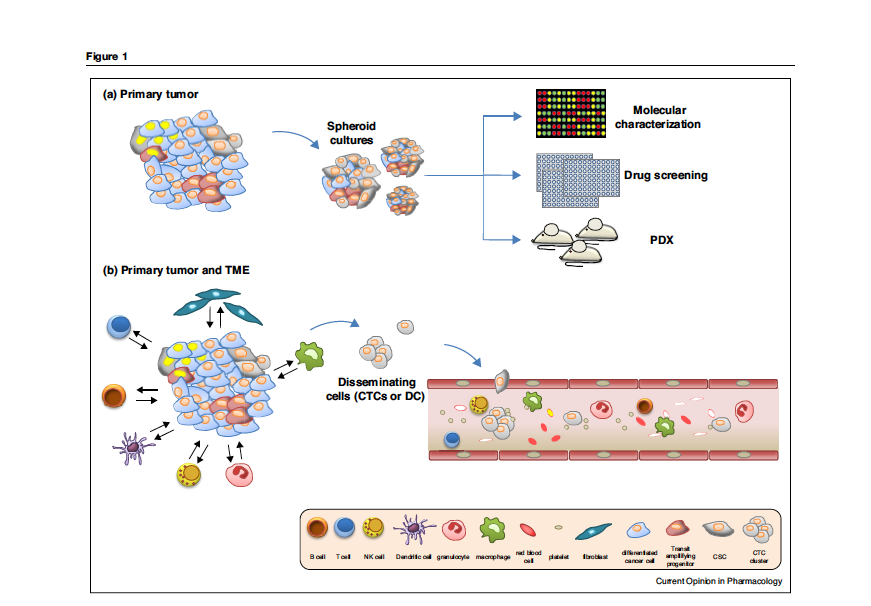 Figure 1
(a) Primary tumor
Spheroid
cultures
Molecular
characterization
Drug screening
PDX
(b) Primary tumor and TME
Disseminating
cells (CTCs or DC)
B cell
T cell
NK cell
Dendritic cell
granulocyte
macrophage
red blood
cell
platelet
fibroblast
differentiated
cancer cell
Transit
amplifying
progenitor
CSC
CTC
cluster
Current Opinion in Pharmacology